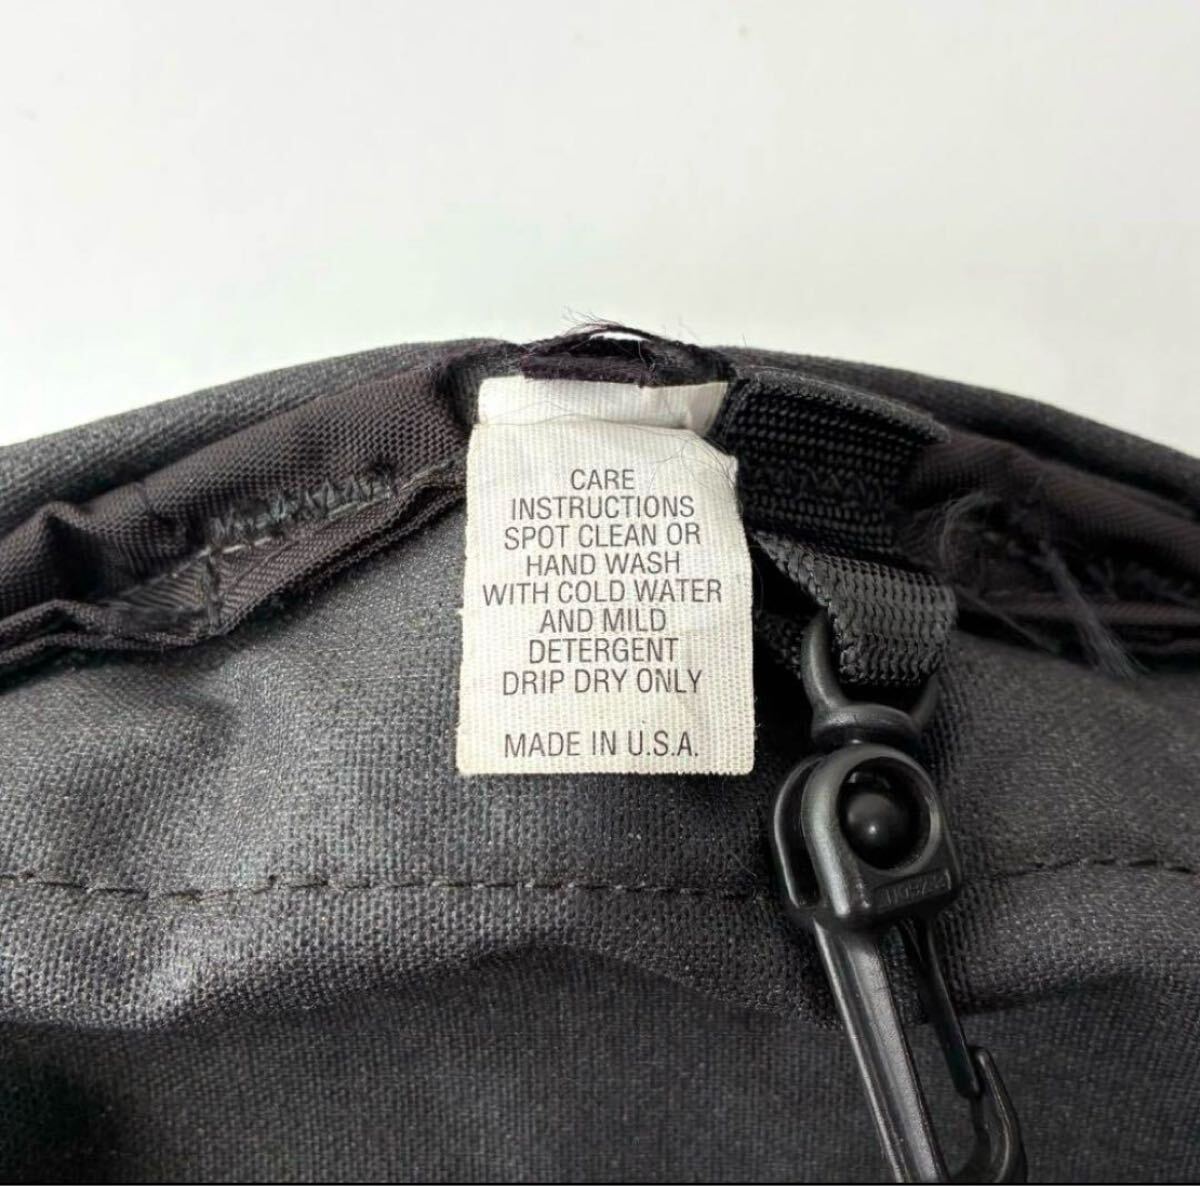 CARE
INSTRUCTIONS
SPOT CLEAN OR
HAND WASH
WITH COLD WATER
AND MILD
DETERGENT
DRIP DRY ONLY
MADE IN U.S.A.